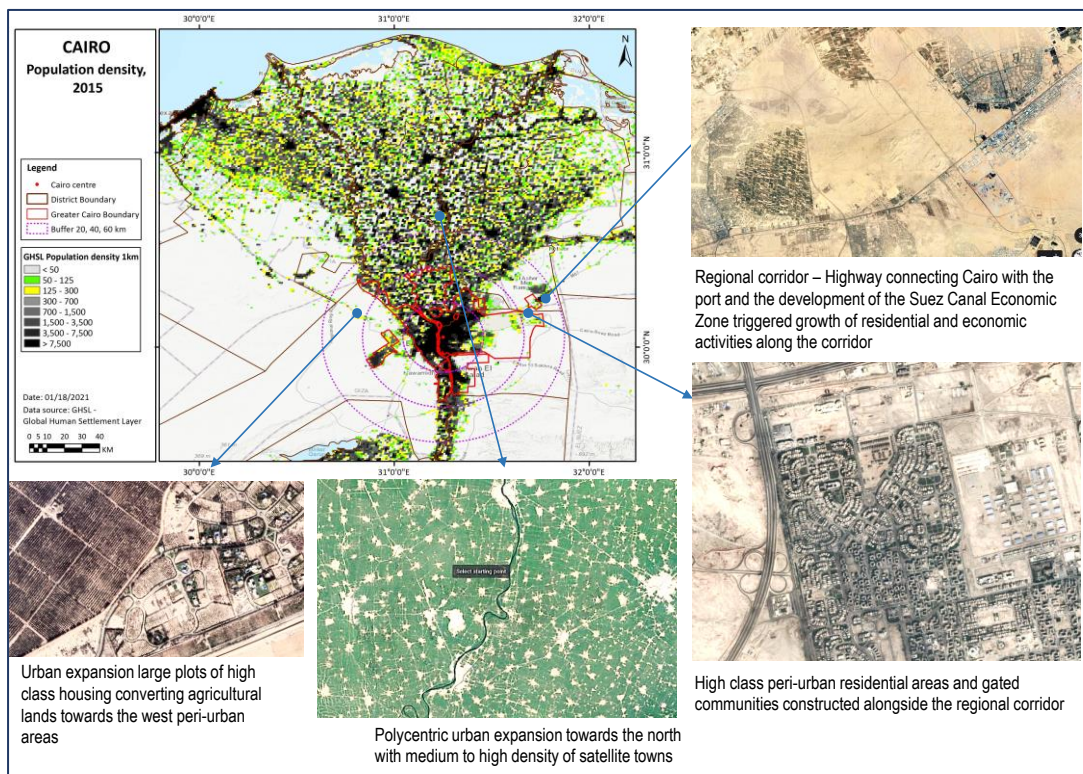 CAIRO
Population density,
2015
Legend
Cairo centre
District Boundary
Greater Cairo Boundary
Buffer 20, 40, 60 km
GHSL Population density 1km
< 50
50 - 125
125 - 300
300 - 700
700 - 1,500
1,500 - 3,500
3,500 - 7,500
> 7,500
Date: 01/18/2021
Data source: GHSL -
Global Human Settlement Layer
0 5 10 20 30 40
KM
30°0'0"E 31°0'0"E 32°0'0"E
N
31°0'0"N
31°0'0"N
30°0'0"N
30°0'0"N
30°0'0"E 31°0'0"E 32°0'0"E
Regional corridor – Highway connecting Cairo with the
port and the development of the Suez Canal Economic
Zone triggered growth of residential and economic
activities along the corridor
Select starting point
Urban expansion large plots of high
class housing converting agricultural
lands towards the west peri-urban
areas
Polycentric urban expansion towards the north
with medium to high density of satellite towns
High class peri-urban residential areas and gated
communities constructed alongside the regional corridor